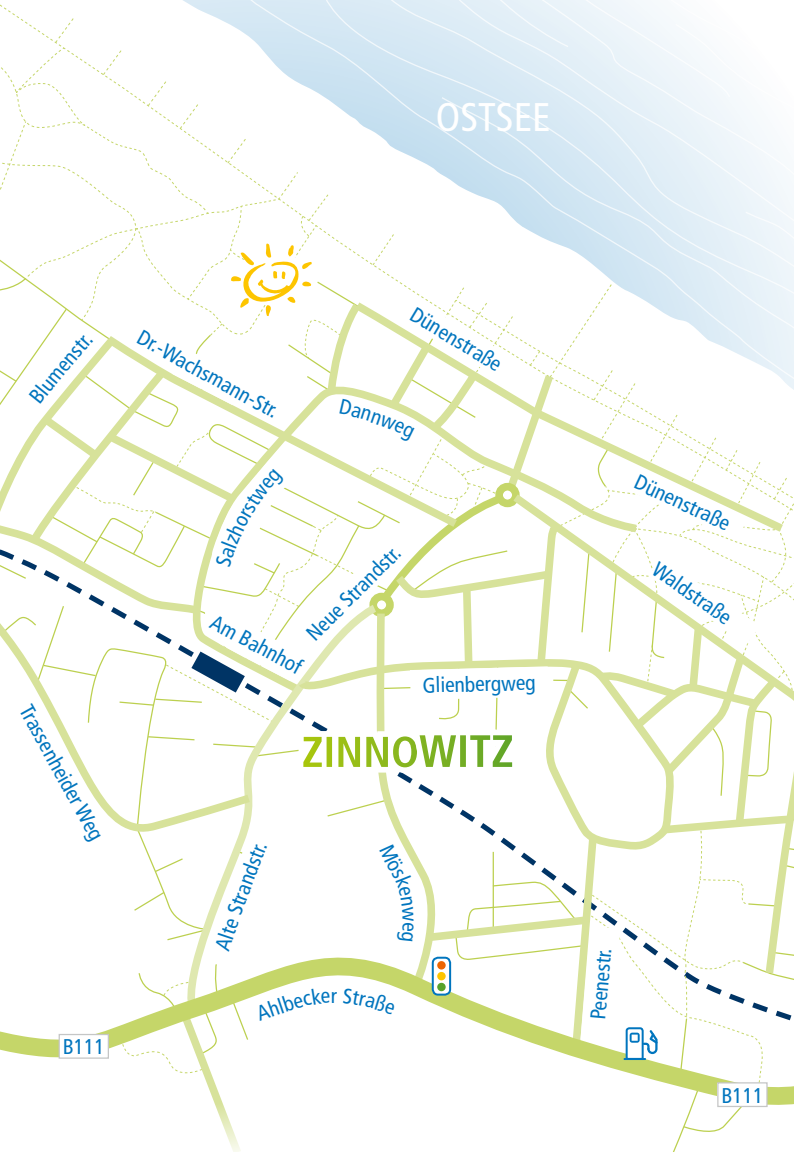 OSTSEE
Dünenstraße
Dr.-Wachsmann-Str.
Blumenstr.
Dannweg
Dünenstraße
Salzhorstweg
Neue Strandstr.
Waldstraße
Am Bahnhof
Glienbergweg
Trassenheider Weg
ZINNOWITZ
Alte Strandstr.
Möskenweg
Peenestr.
Ahlbecker Straße
B111
B111